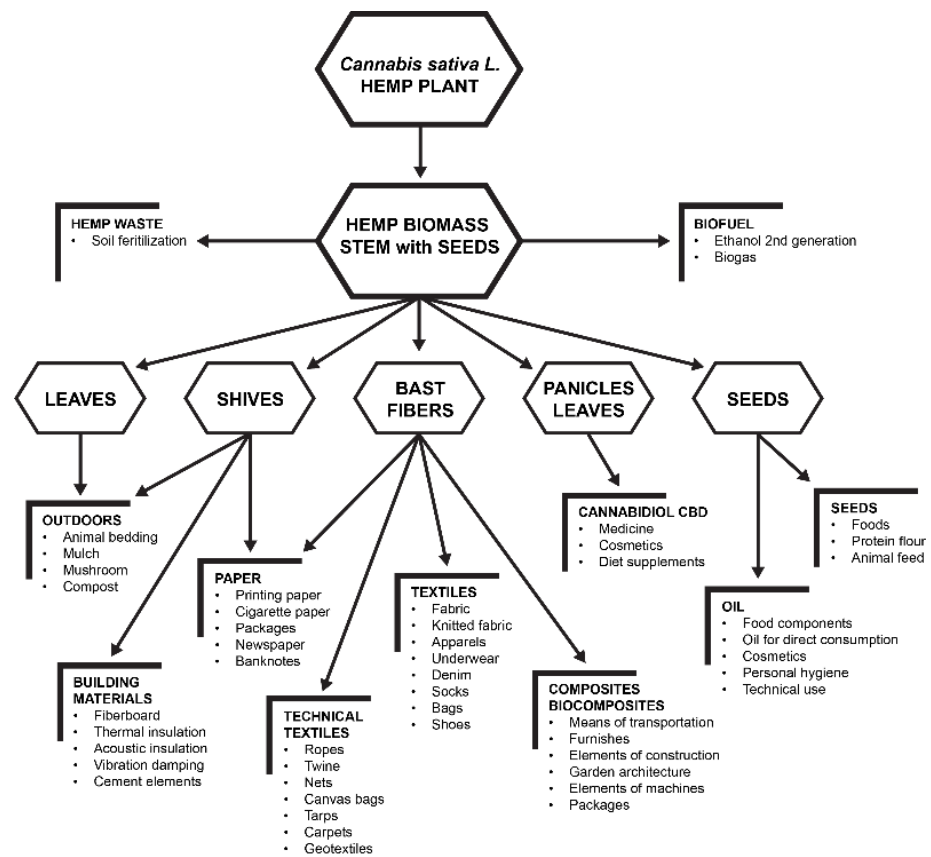 Cannabis sativa L.
HEMP PLANT
HEMP BIOMASS
STEM with SEEDS
HEMP WASTE
• Soil feritilization
BIOFUEL
• Ethanol 2nd generation
• Biogas
LEAVES
SHIVES
BAST
FIBERS
PANICLES
LEAVES
SEEDS
OUTDOORS
• Animal bedding
• Mulch
• Mushroom
• Compost
PAPER
• Printing paper
• Cigarette paper
• Packages
• Newspaper
• Banknotes
BUILDING
MATERIALS
• Fiberboard
• Thermal insulation
• Acoustic insulation
• Vibration damping
• Cement elements
TECHNICAL
TEXTILES
• Ropes
• Twine
• Nets
• Canvas bags
• Tarps
• Carpets
• Geotextiles
TEXTILES
• Fabric
• Knitted fabric
• Apparels
• Underwear
• Denim
• Socks
• Bags
• Shoes
COMPOSITES
BIOCOMPOSITES
• Means of transportation
• Furnishes
• Elements of construction
• Garden architecture
• Elements of machines
• Packages
CANNABIDIOL CBD
• Medicine
• Cosmetics
• Diet supplements
OIL
• Food components
• Oil for direct consumption
• Cosmetics
• Personal hygiene
• Technical use
SEEDS
• Foods
• Protein flour
• Animal feed